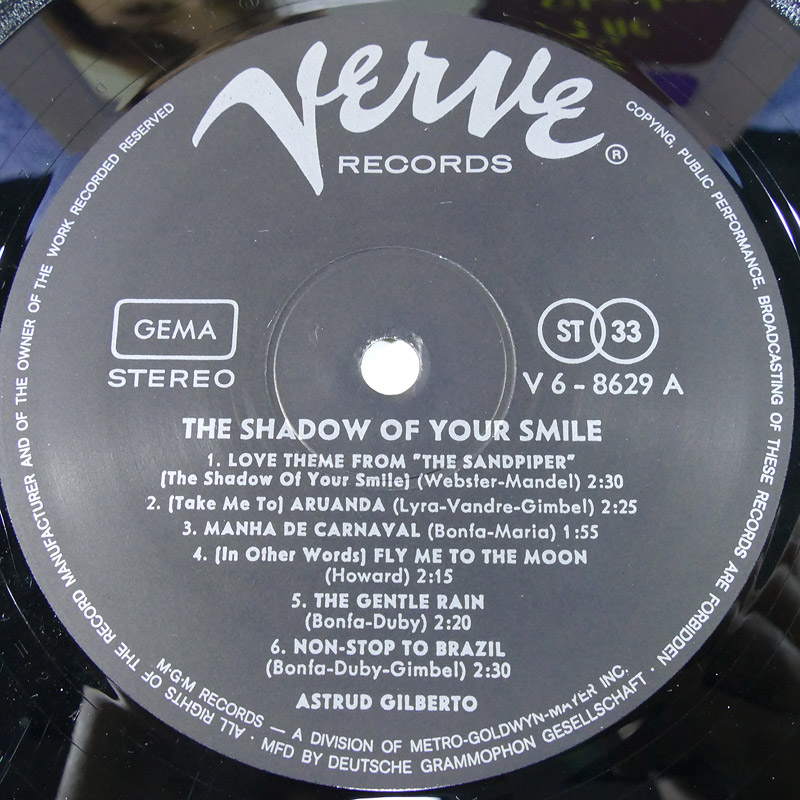 Verve
RECORDS ®
GEMA
STEREO
ST 33
V 6 - 8629 A
THE SHADOW OF YOUR SMILE
1. LOVE THEME FROM "THE SANDPIPER"
(The Shadow Of Your Smile) (Webster-Mandel) 2:30
2. (Take Me To) ARUANDA (Lyra-Vandre-Gimbel) 2:25
3. MANHA DE CARNAVAL (Bonfa-Maria) 1:55
4. (In Other Words) FLY ME TO THE MOON
(Howard) 2:15
5. THE GENTLE RAIN
(Bonfa-Duby) 2:20
6. NON-STOP TO BRAZIL
(Bonfa-Duby-Gimbel) 2:30
ASTRUD GILBERTO
M·G·M RECORDS — A DIVISION OF METRO-GOLDWYN-MAYER INC.
· ALL RIGHTS OF THE RECORD MANUFACTURER AND OF THE OWNER OF THE WORK RECORDED RESERVED
COPYING, PUBLIC PERFORMANCE, BROADCASTING OF THESE RECORDS ARE FORBIDDEN ·
MFD BY DEUTSCHE GRAMMOPHON GESELLSCHAFT